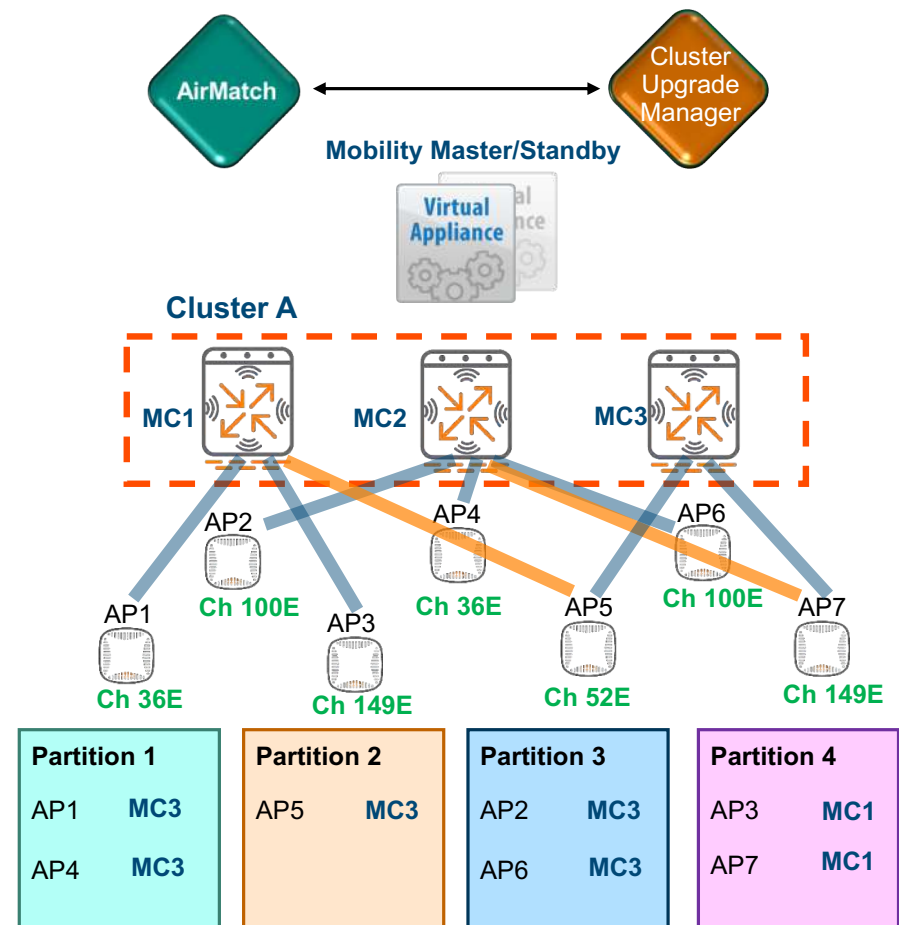 AirMatch
Cluster
Upgrade
Manager
Mobility Master/Standby
Virtual
Appliance
al
nce
Cluster A
MC1
MC2
MC3
AP2
AP4
AP6
Ch 100E
Ch 36E
Ch 100E
AP1
AP3
AP5
AP7
Ch 36E
Ch 149E
Ch 52E
Ch 149E
Partition 1
AP1 MC3
AP4 MC3
Partition 2
AP5 MC3
Partition 3
AP2 MC3
AP6 MC3
Partition 4
AP3 MC1
AP7 MC1